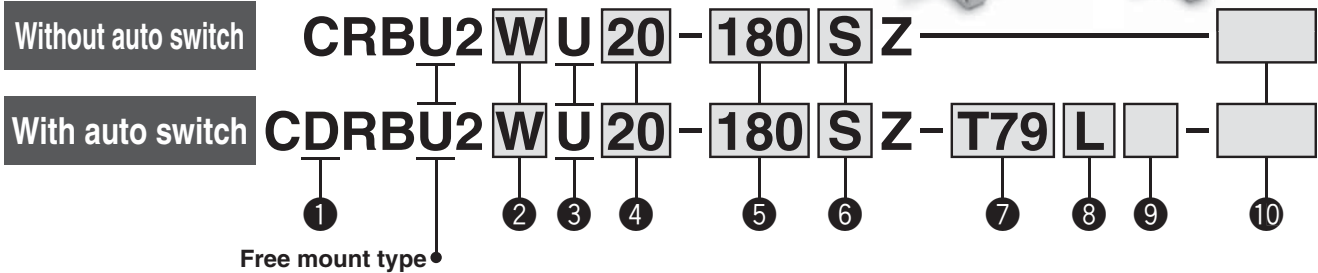 Without auto switch CRBU2 W U 20 - 180 S Z
With auto switch CDRBU2 W U 20 - 180 S Z - T79 L -
1 2 3 4 5 6 7 8 9 10
Free mount type